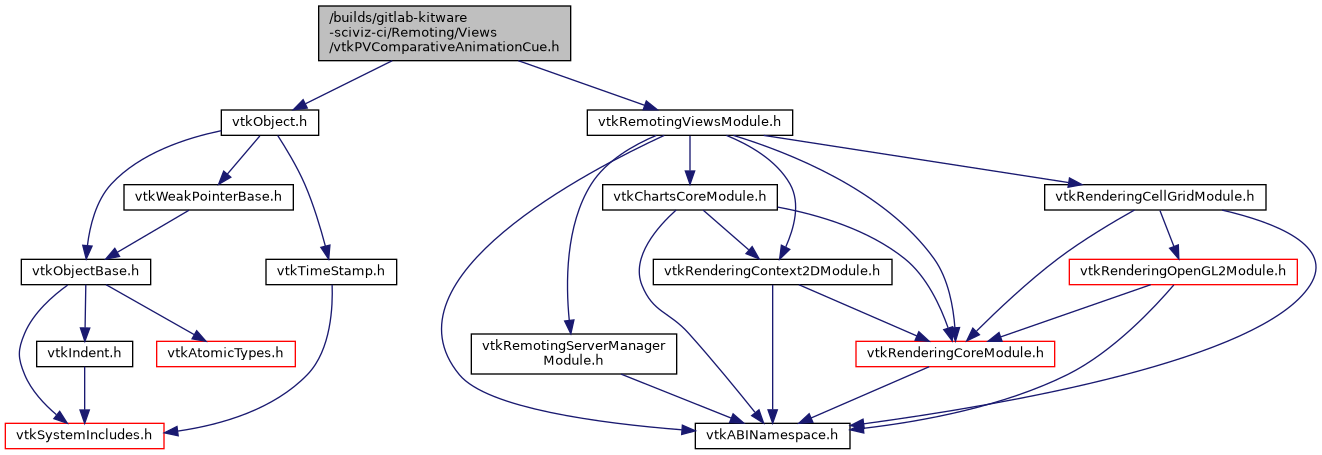 /builds/gitlab-kitware
-sciviz-ci/Remoting/Views
/vtkPVComparativeAnimationCue.h
vtkObject.h
vtkRemotingViewsModule.h
vtkWeakPointerBase.h
vtkChartsCoreModule.h
vtkRenderingCellGridModule.h
vtkObjectBase.h
vtkTimeStamp.h
vtkRenderingContext2DModule.h
vtkRenderingOpenGL2Module.h
vtkIndent.h
vtkAtomicTypes.h
vtkRemotingServerManager
Module.h
vtkRenderingCoreModule.h
vtkSystemIncludes.h
vtkABINamespace.h